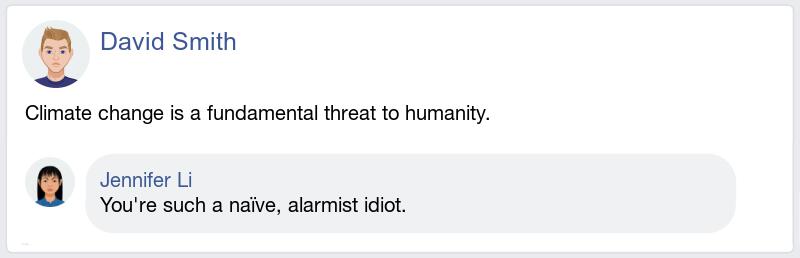 David Smith
Climate change is a fundamental threat to humanity.
Jennifer Li
You're such a naïve, alarmist idiot.